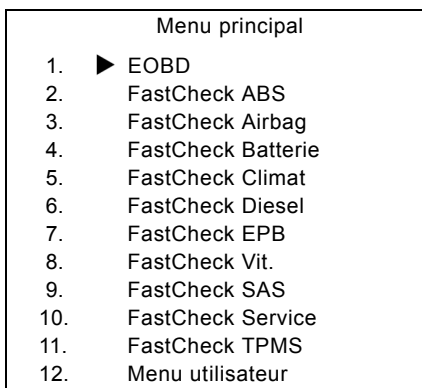 Menu principal
1. ▶ EOBD
2. FastCheck ABS
3. FastCheck Airbag
4. FastCheck Batterie
5. FastCheck Climat
6. FastCheck Diesel
7. FastCheck EPB
8. FastCheck Vit.
9. FastCheck SAS
10. FastCheck Service
11. FastCheck TPMS
12. Menu utilisateur